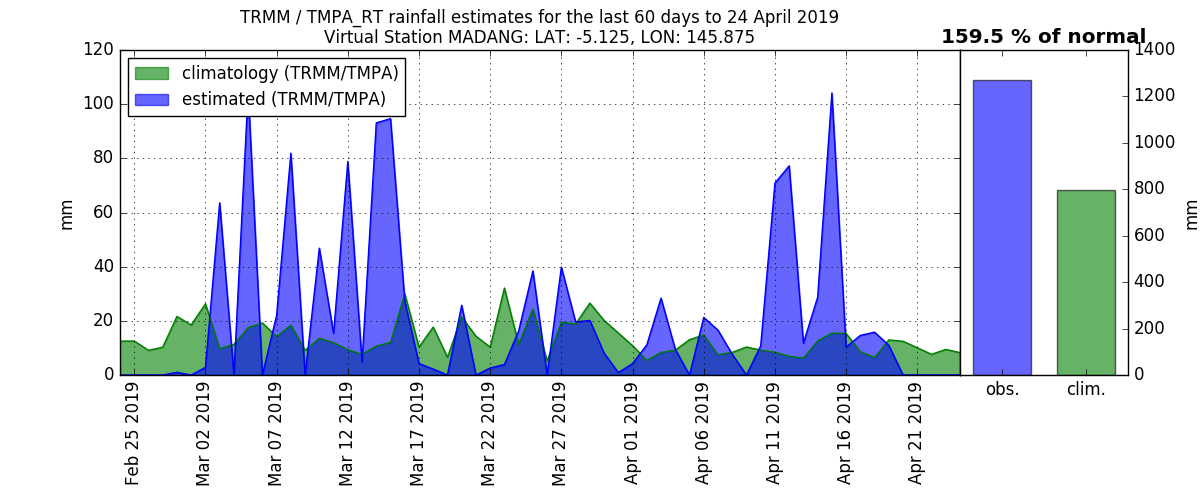 TRMM / TMPA_RT rainfall estimates for the last 60 days to 24 April 2019
Virtual Station MADANG: LAT: -5.125, LON: 145.875
159.5 % of normal
climatology (TRMM/TMPA)
estimated (TRMM/TMPA)
mm
120
100
80
60
40
20
0
Feb 25 2019
Mar 02 2019
Mar 07 2019
Mar 12 2019
Mar 17 2019
Mar 22 2019
Mar 27 2019
Apr 01 2019
Apr 06 2019
Apr 11 2019
Apr 16 2019
Apr 21 2019
obs.
clim.
1400
1200
1000
800
600
400
200
0
mm